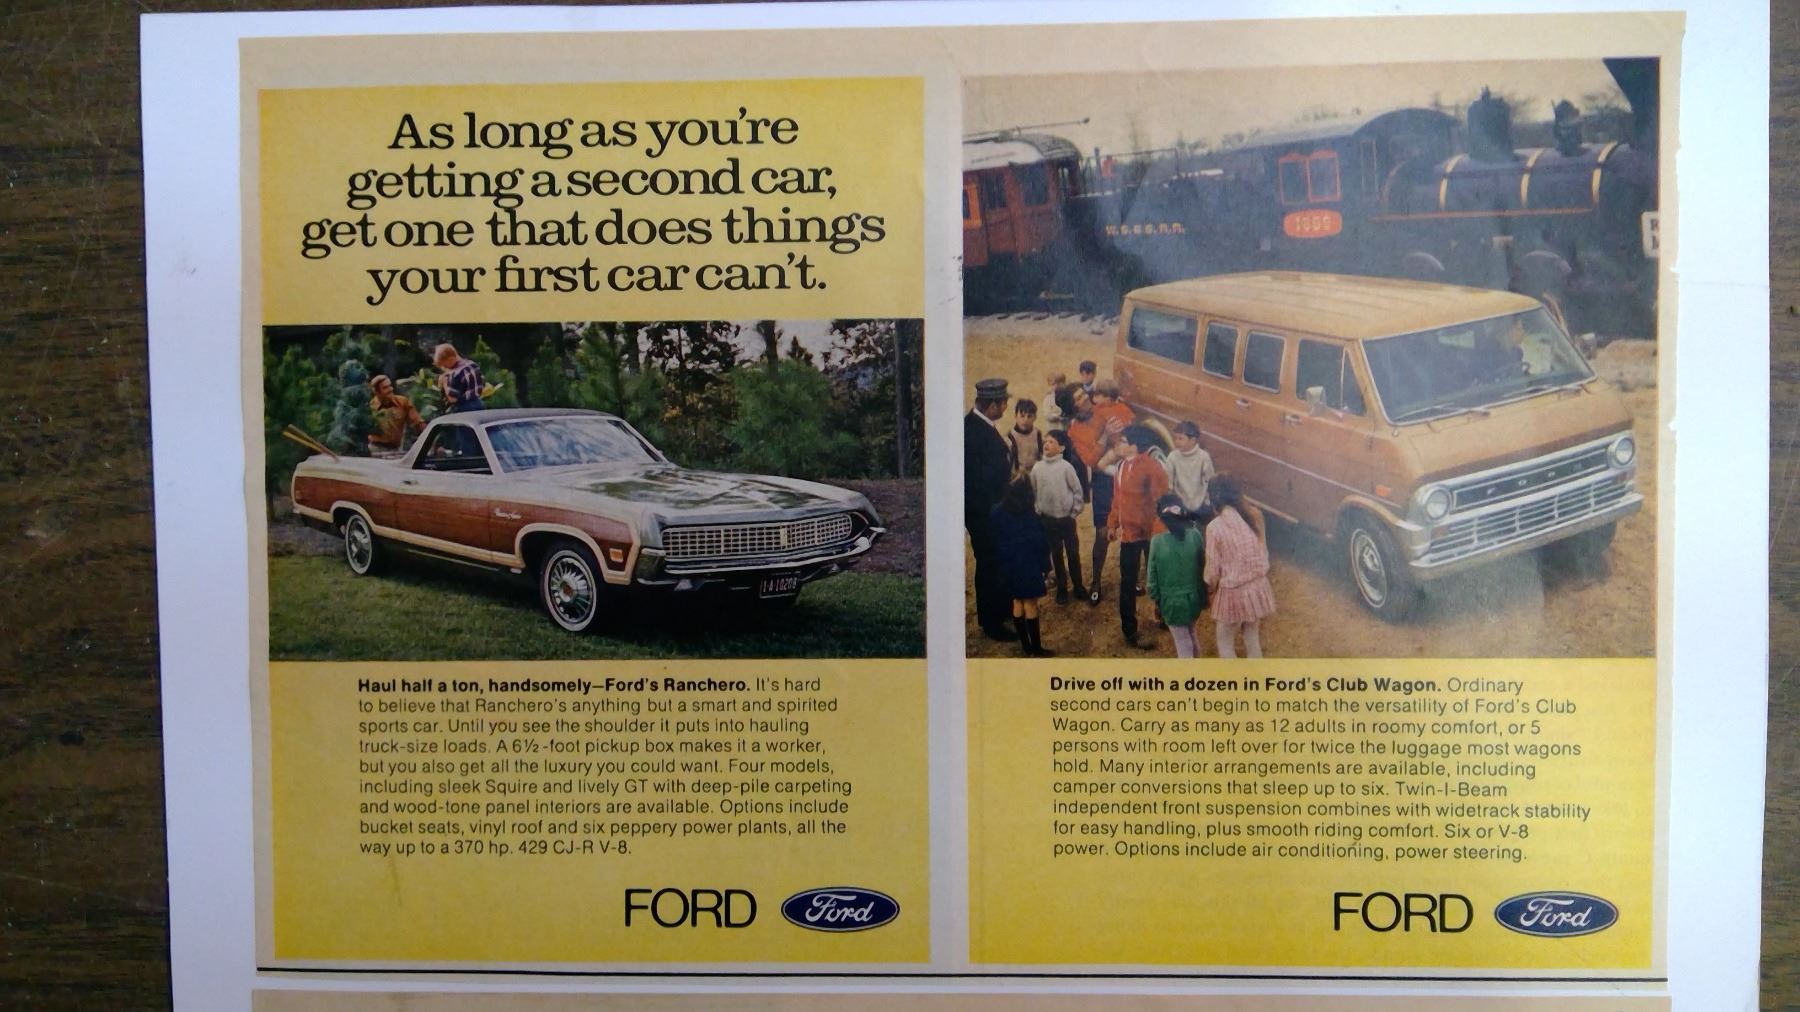 As long as you're
getting a second car,
get one that does things
your first car can't.
1-A 10208
Haul half a ton, handsomely—Ford's Ranchero. It's hard
to believe that Ranchero's anything but a smart and spirited
sports car. Until you see the shoulder it puts into hauling
truck-size loads. A 6½-foot pickup box makes it a worker,
but you also get all the luxury you could want. Four models,
including sleek Squire and lively GT with deep-pile carpeting
and wood-tone panel interiors are available. Options include
bucket seats, vinyl roof and six peppery power plants, all the
way up to a 370 hp. 429 CJ-R V-8.
FORD Ford
FORD
Drive off with a dozen in Ford's Club Wagon. Ordinary
second cars can't begin to match the versatility of Ford's Club
Wagon. Carry as many as 12 adults in roomy comfort, or 5
persons with room left over for twice the luggage most wagons
hold. Many interior arrangements are available, including
camper conversions that sleep up to six. Twin-I-Beam
independent front suspension combines with widetrack stability
for easy handling, plus smooth riding comfort. Six or V-8
power. Options include air conditioning, power steering.
FORD Ford